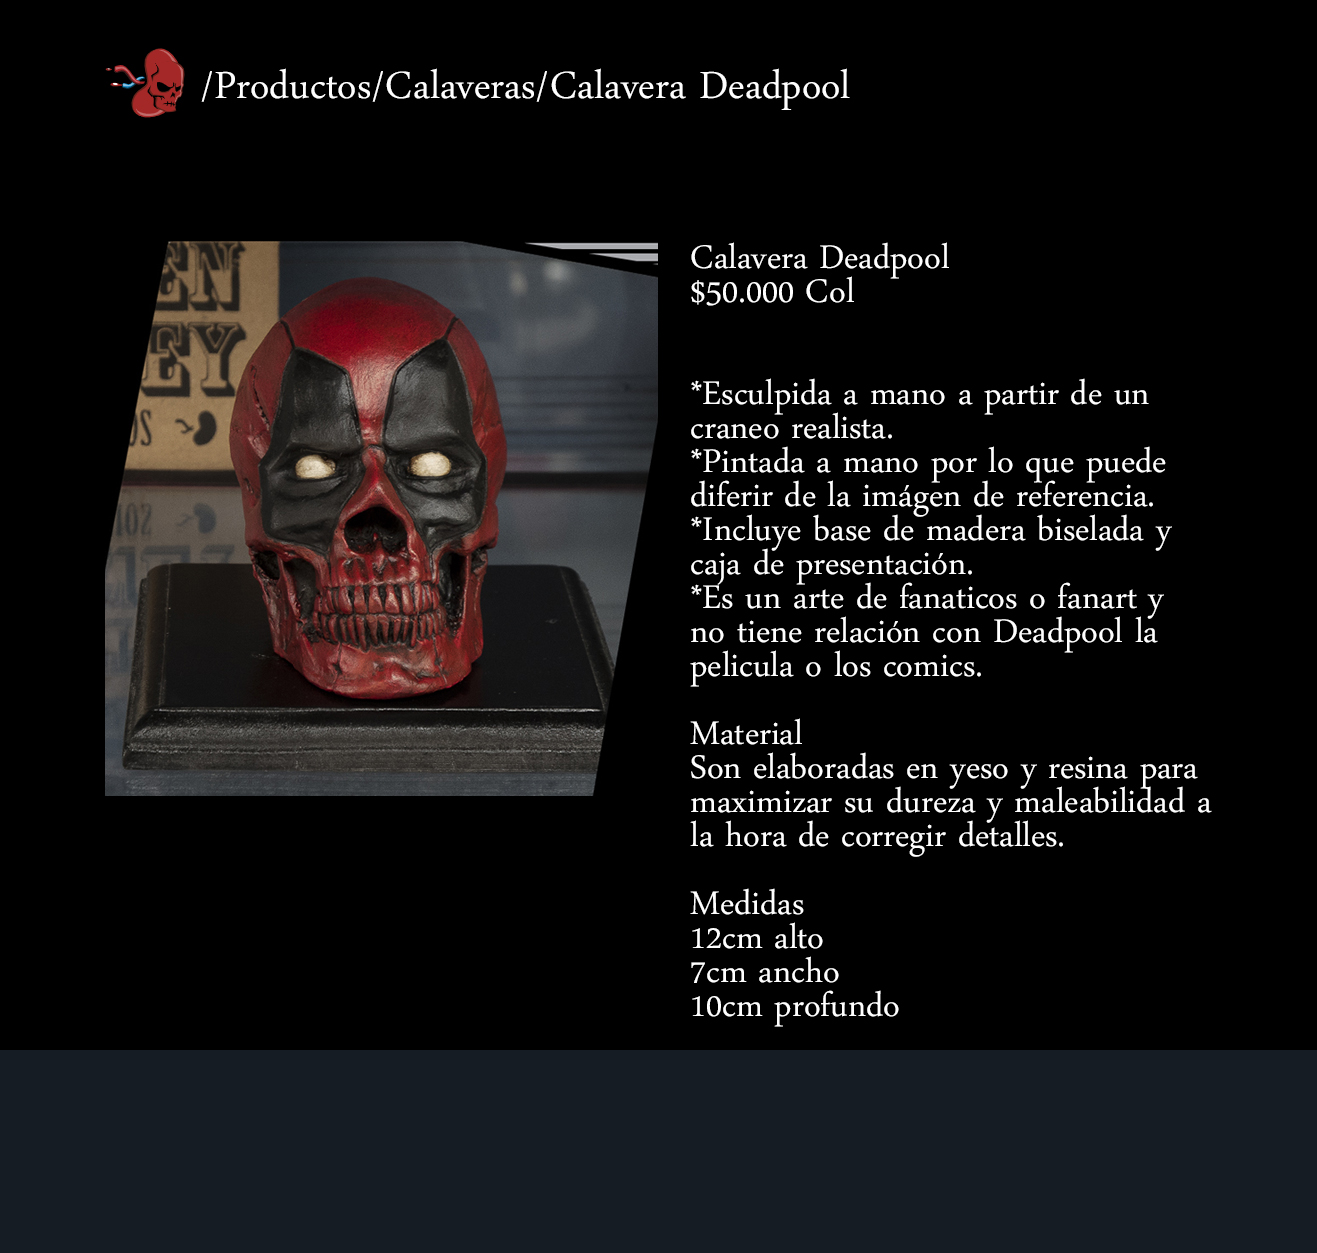 /Productos/Calaveras/Calavera Deadpool
EN
EY
Calavera Deadpool
$50.000 Col
*Esculpida a mano a partir de un
craneo realista.
*Pintada a mano por lo que puede
diferir de la imágen de referencia.
*Incluye base de madera biselada y
caja de presentación.
*Es un arte de fanaticos o fanart y
no tiene relación con Deadpool la
pelicula o los comics.
Material
Son elaboradas en yeso y resina para
maximizar su dureza y maleabilidad a
la hora de corregir detalles.
Medidas
12cm alto
7cm ancho
10cm profundo